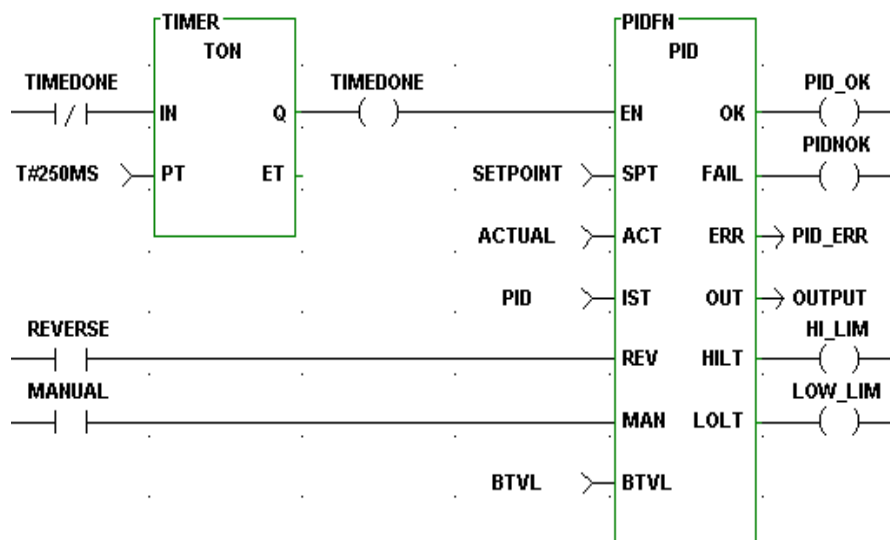 TIMER
TON
TIMEDONE
IN Q
T#250MS
PT ET
TIMEDONE
PIDFN
PID
EN OK
PID_OK
SETPOINT
SPT FAIL
PIDNOK
ACTUAL
ACT ERR
PID_ERR
PID
IST OUT
OUTPUT
REVERSE
REV HILT
HI_LIM
MANUAL
MAN LOLT
LOW_LIM
BTVL
BTVL